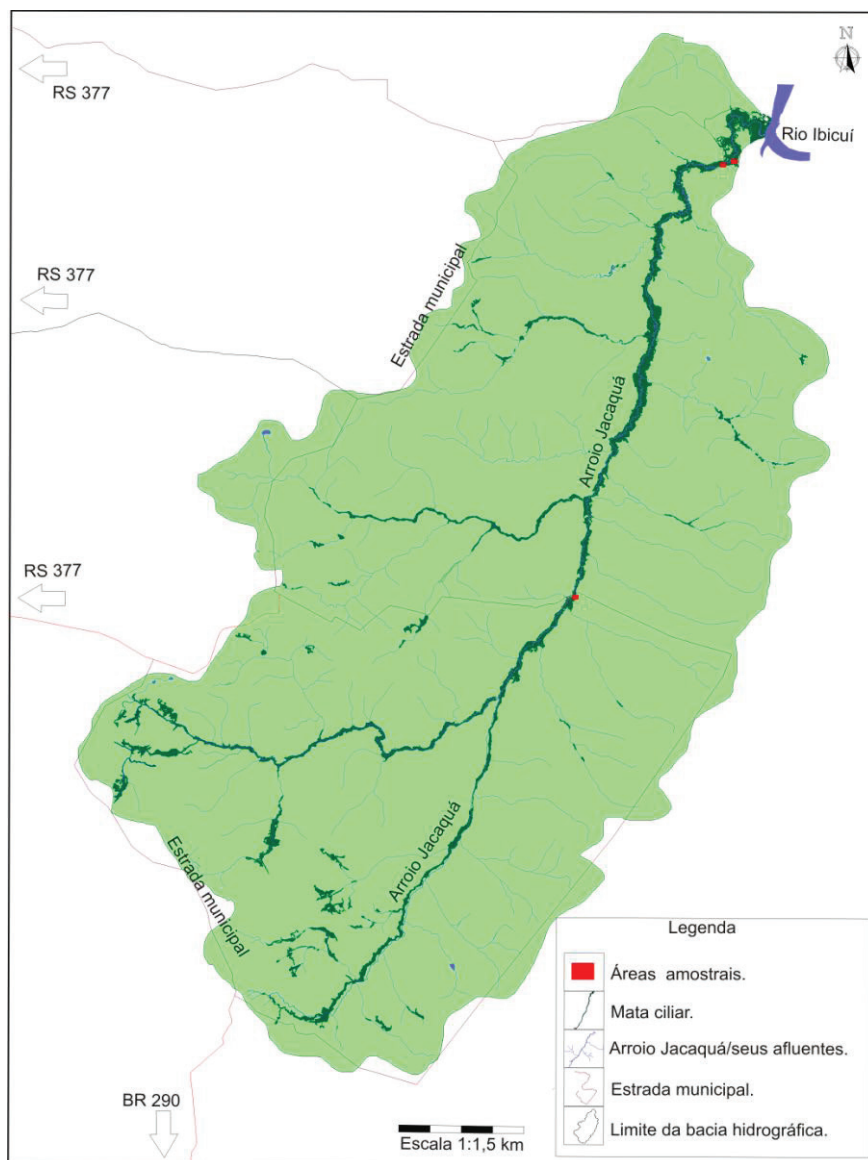 N
RS 377
Rio Ibicuí
RS 377
Estrada municipal
Arroio Jacaquá
RS 377
Arroio Jacaquá
Estrada municipal
Legenda
Áreas amostrais.
Mata ciliar.
Arroio Jacaquá/seus afluentes.
Estrada municipal.
Limite da bacia hidrográfica.
BR 290
Escala 1:1,5 km